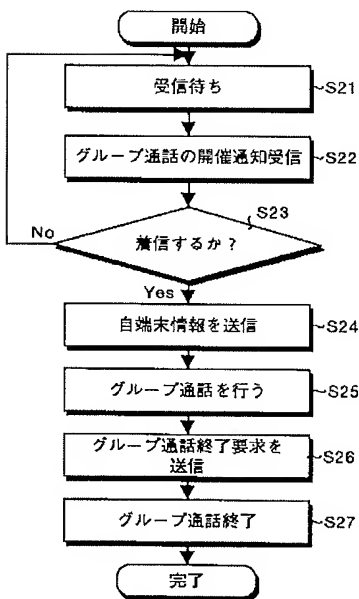 開始
受信待ち
S21
グループ通話の開催通知受信
S22
S23
着信するか?
No
Yes
自端末情報を送信
S24
グループ通話を行う
S25
グループ通話終了要求を
送信
S26
グループ通話終了
S27
完了